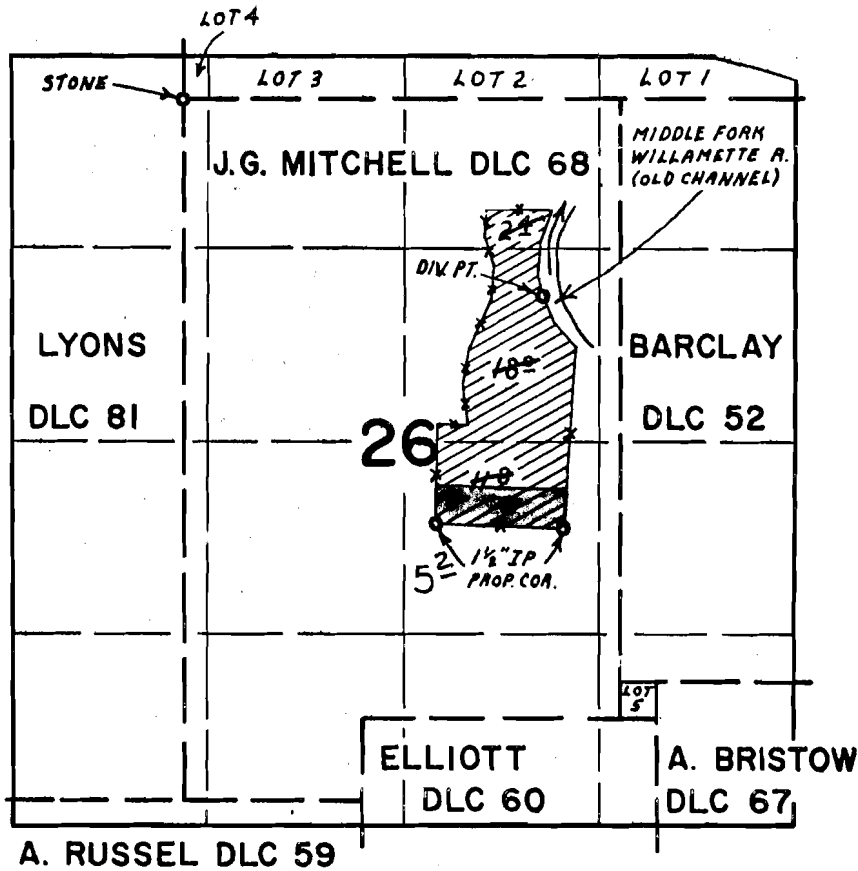 LOT 4
STONE
LOT 3
LOT 2
LOT 1
MIDDLE FORK
WILLAMETTE R.
(OLD CHANNEL)
J.G. MITCHELL DLC 68
DIV. PT.
LYONS
DLC 81
18⁰
BARCLAY
DLC 52
26
5²
1½" IP
PROP. COR.
LOT
5
ELLIOTT
DLC 60
A. BRISTOW
DLC 67
A. RUSSEL DLC 59